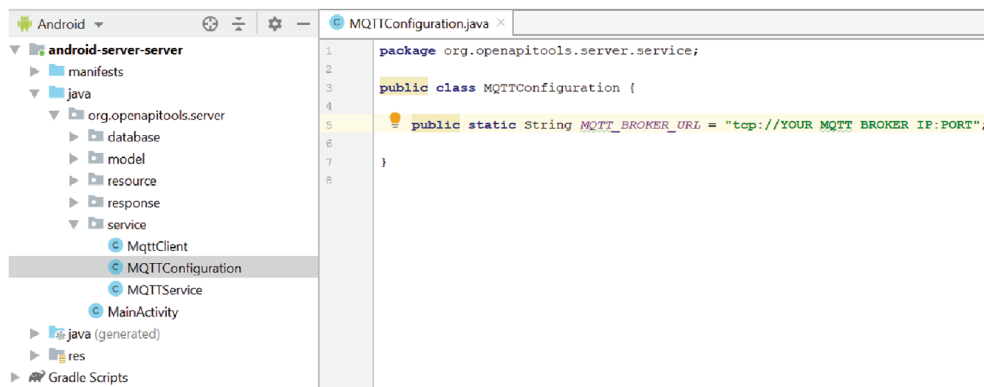 Android
android-server-server
manifests
java
org.openapitools.server
database
model
resource
response
service
MqttClient
MQTTConfiguration
MQTTService
MainActivity
java (generated)
res
Gradle Scripts
MQTTConfiguration.java
1 package org.openapitools.server.service;
2
3 public class MQTTConfiguration {
4
5 public static String MQTT_BROKER_URL = "tcp://YOUR MQTT BROKER IP:PORT";
6
7 }
8